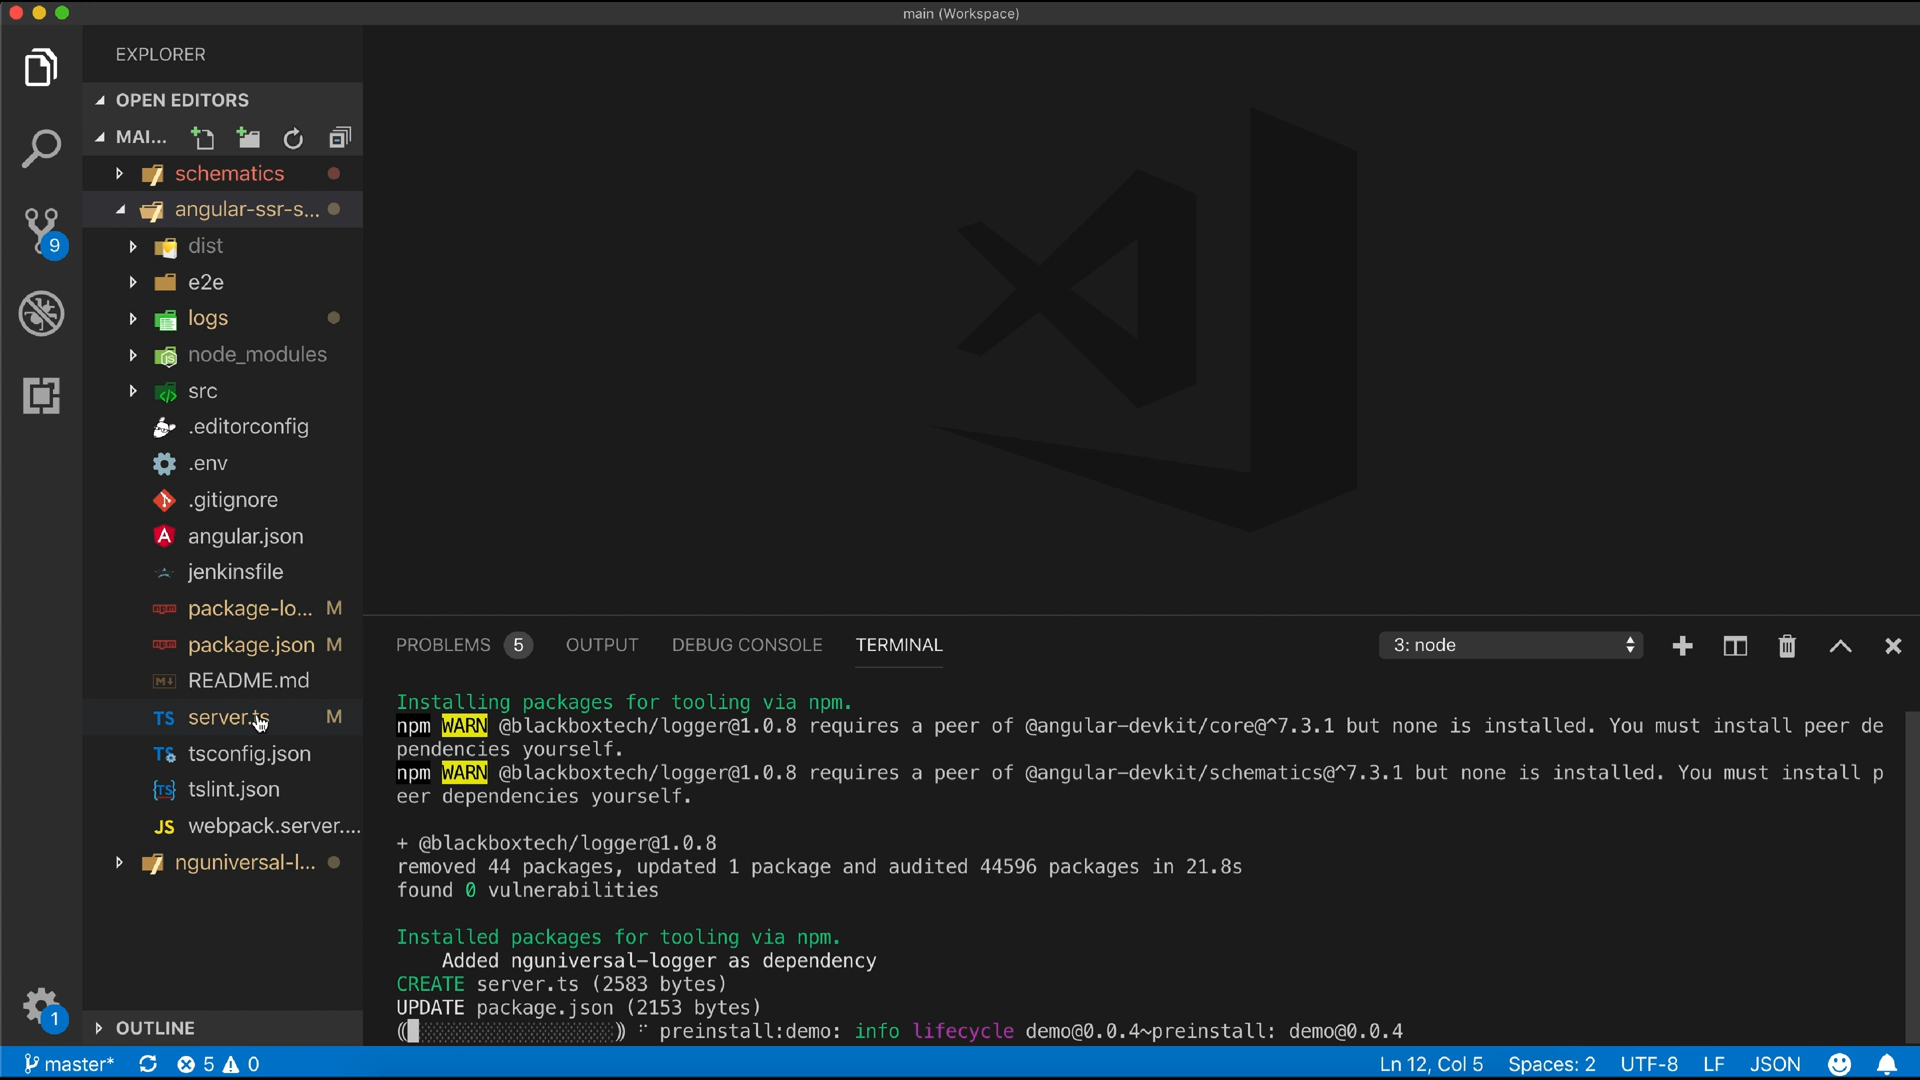 main (Workspace)
EXPLORER
OPEN EDITORS
MAI...
schematics
angular-ssr-s...
dist
e2e
logs
node_modules
src
.editorconfig
.env
.gitignore
angular.json
jenkinsfile
package-lo... M
package.json M
README.md
TS server.ts M
TS tsconfig.json
TS tslint.json
JS webpack.server....
nguniversal-l...
OUTLINE
9
1
PROBLEMS 5 OUTPUT DEBUG CONSOLE TERMINAL 3: node
Installing packages for tooling via npm.
npm WARN @blackboxtech/logger@1.0.8 requires a peer of @angular-devkit/core@^7.3.1 but none is installed. You must install peer de
pendencies yourself.
npm WARN @blackboxtech/logger@1.0.8 requires a peer of @angular-devkit/schematics@^7.3.1 but none is installed. You must install p
eer dependencies yourself.
+ @blackboxtech/logger@1.0.8
removed 44 packages, updated 1 package and audited 44596 packages in 21.8s
found 0 vulnerabilities
Installed packages for tooling via npm.
Added nguniversal-logger as dependency
CREATE server.ts (2583 bytes)
UPDATE package.json (2153 bytes)
preinstall:demo: info lifecycle demo@0.0.4~preinstall: demo@0.0.4
master* 5 0 Ln 12, Col 5 Spaces: 2 UTF-8 LF JSON